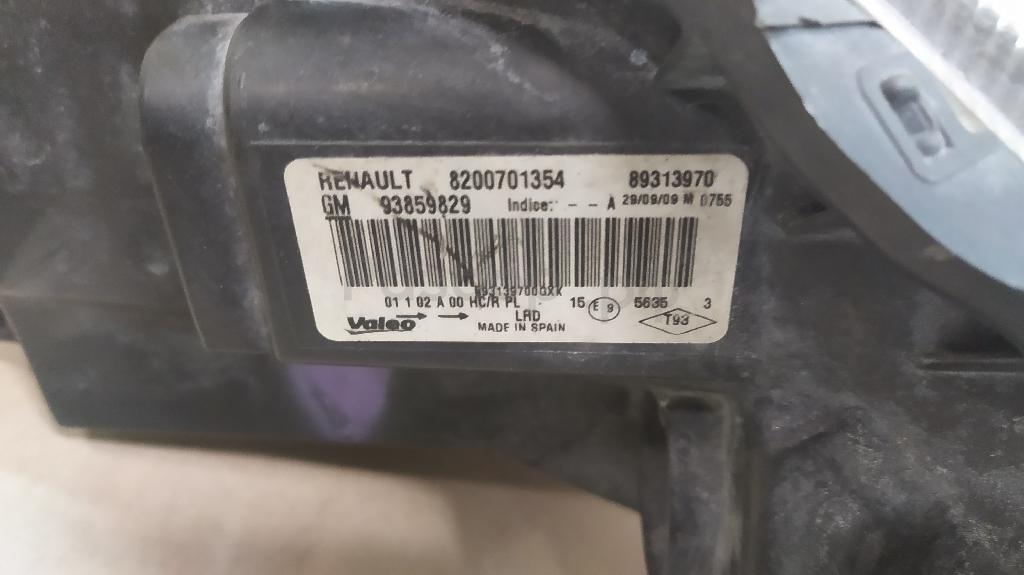 RENAULT 8200701354 89313970
GM 93859829 Indice: - - A 29/09/09 M 0755
01 1 02 A 00 HC/R PL 15 E 9 5635 3
Valeo LRD T93
MADE IN SPAIN